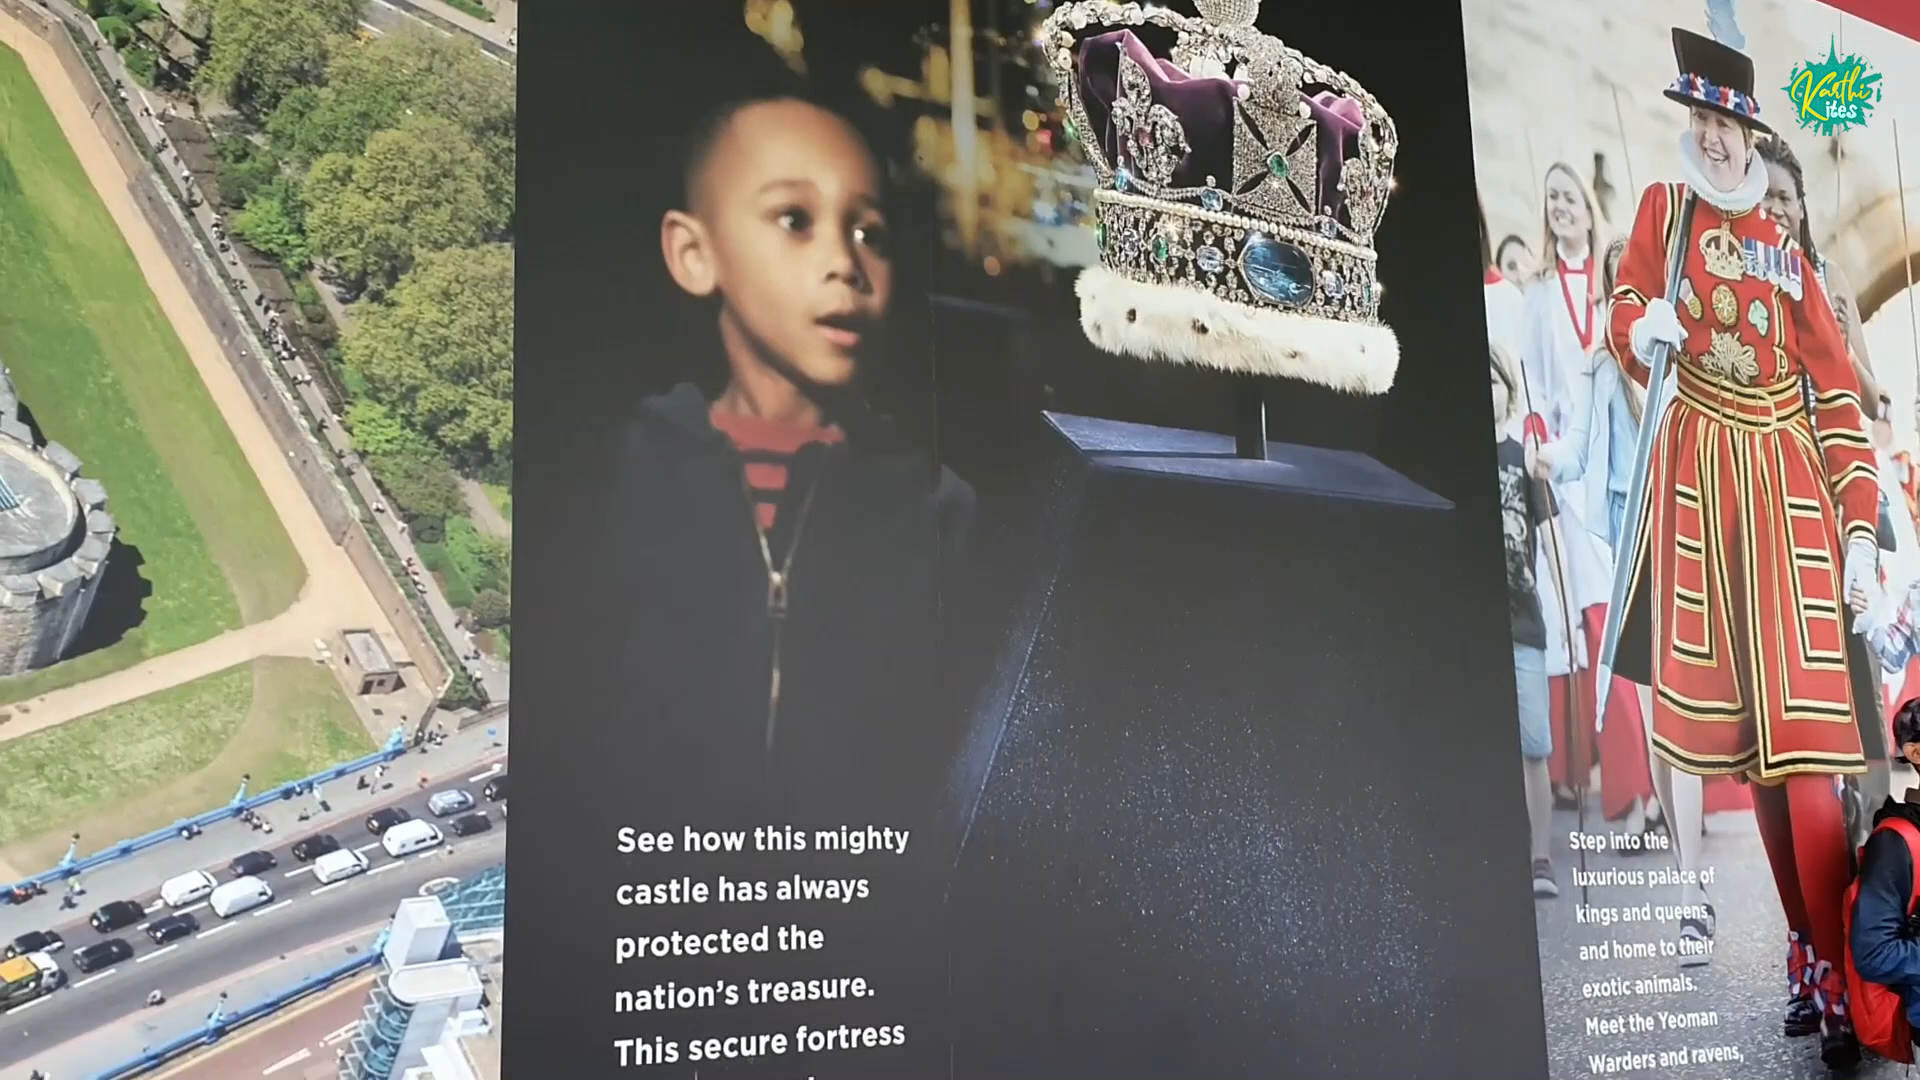 Karthi
ites
See how this mighty
castle has always
protected the
nation's treasure.
This secure fortress
Step into the
luxurious palace of
kings and queens
and home to their
exotic animals.
Meet the Yeoman
Warders and ravens,